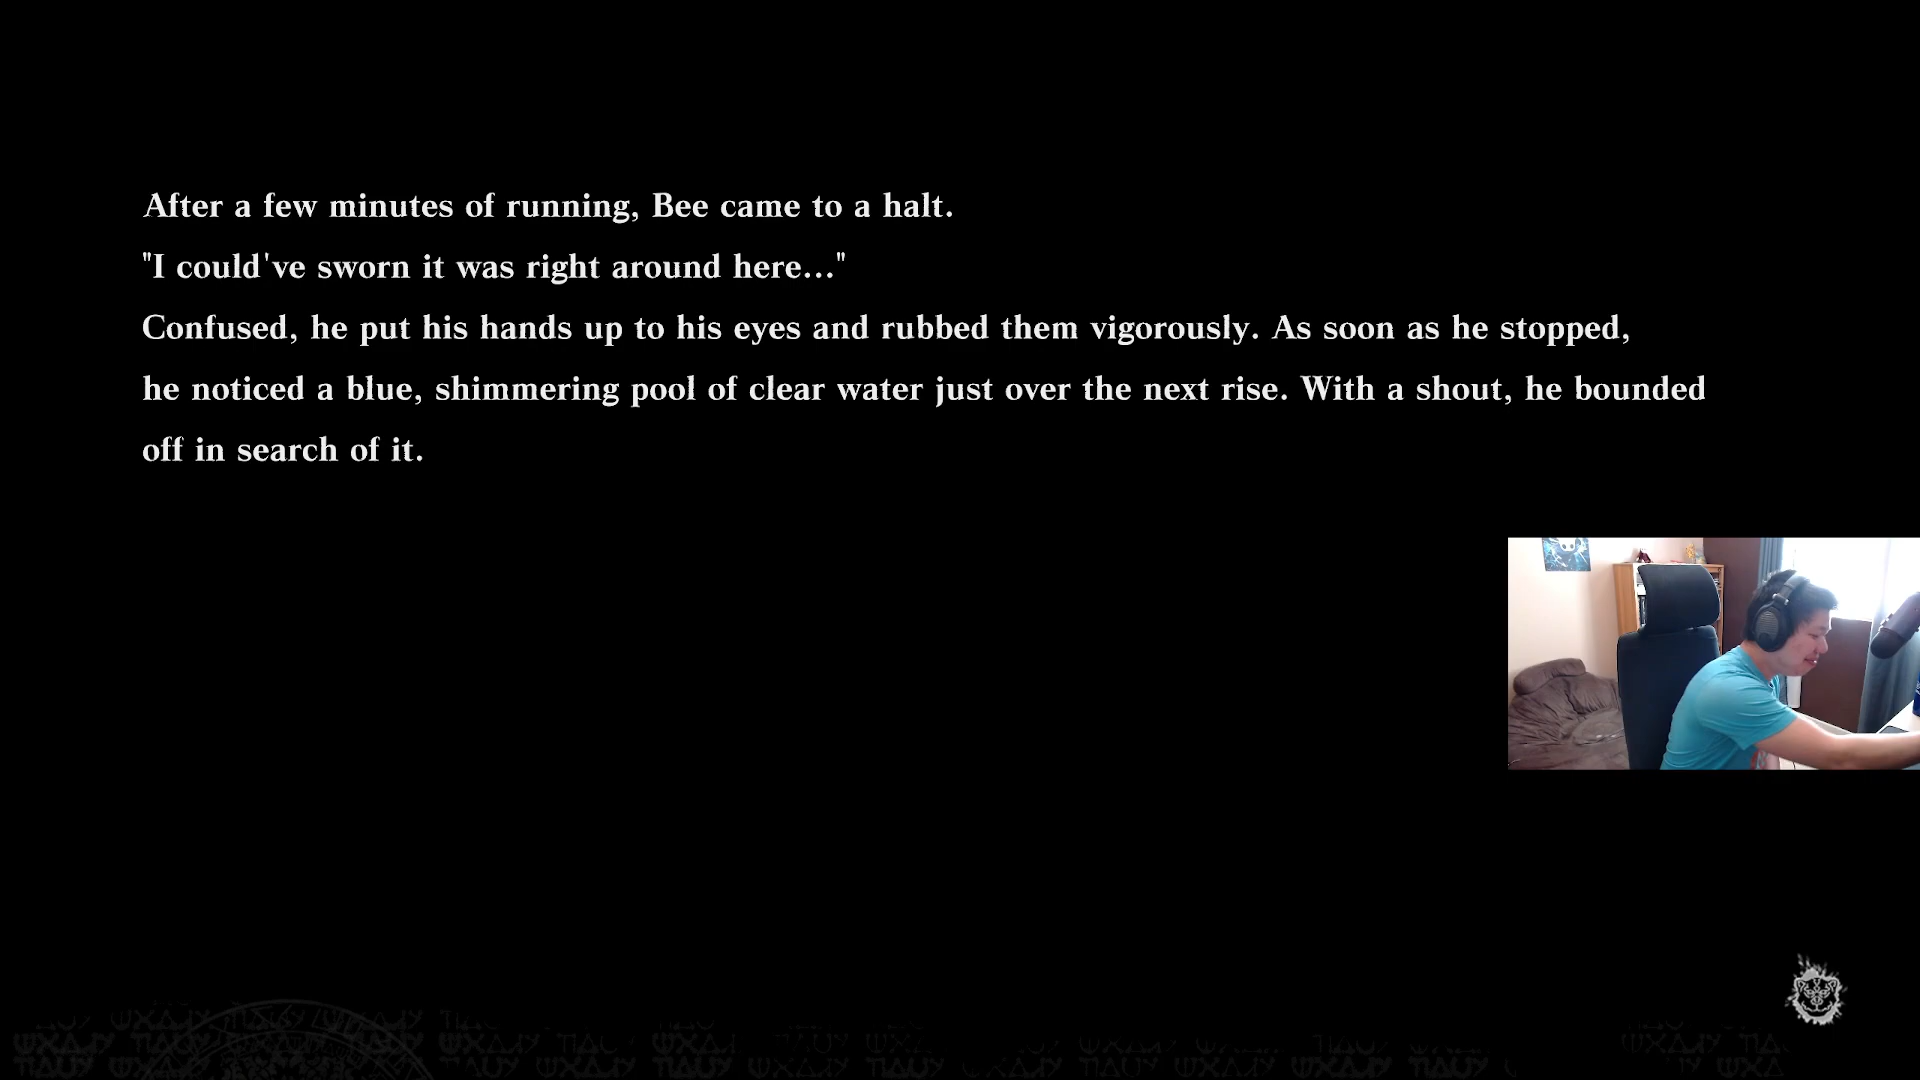 After a few minutes of running, Bee came to a halt.
"I could've sworn it was right around here..."
Confused, he put his hands up to his eyes and rubbed them vigorously. As soon as he stopped,
he noticed a blue, shimmering pool of clear water just over the next rise. With a shout, he bounded
off in search of it.